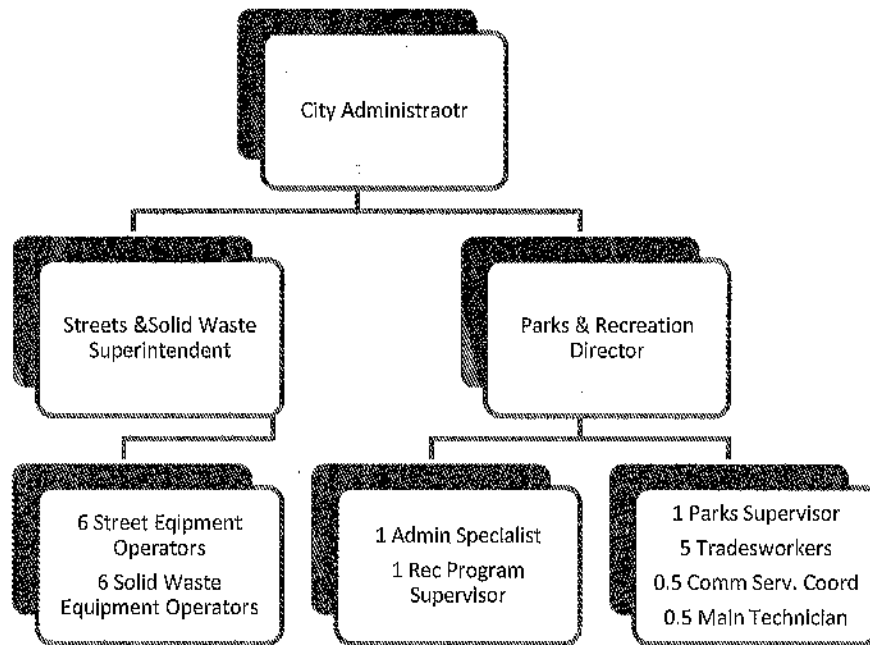 City Administraotr
Streets &Solid Waste
Superintendent
Parks & Recreation
Director
6 Street Eqipment
Operators
6 Solid Waste
Equipment Operators
1 Admin Specialist
1 Rec Program
Supervisor
1 Parks Supervisor
5 Tradesworkers
0.5 Comm Serv. Coord
0.5 Main Technician